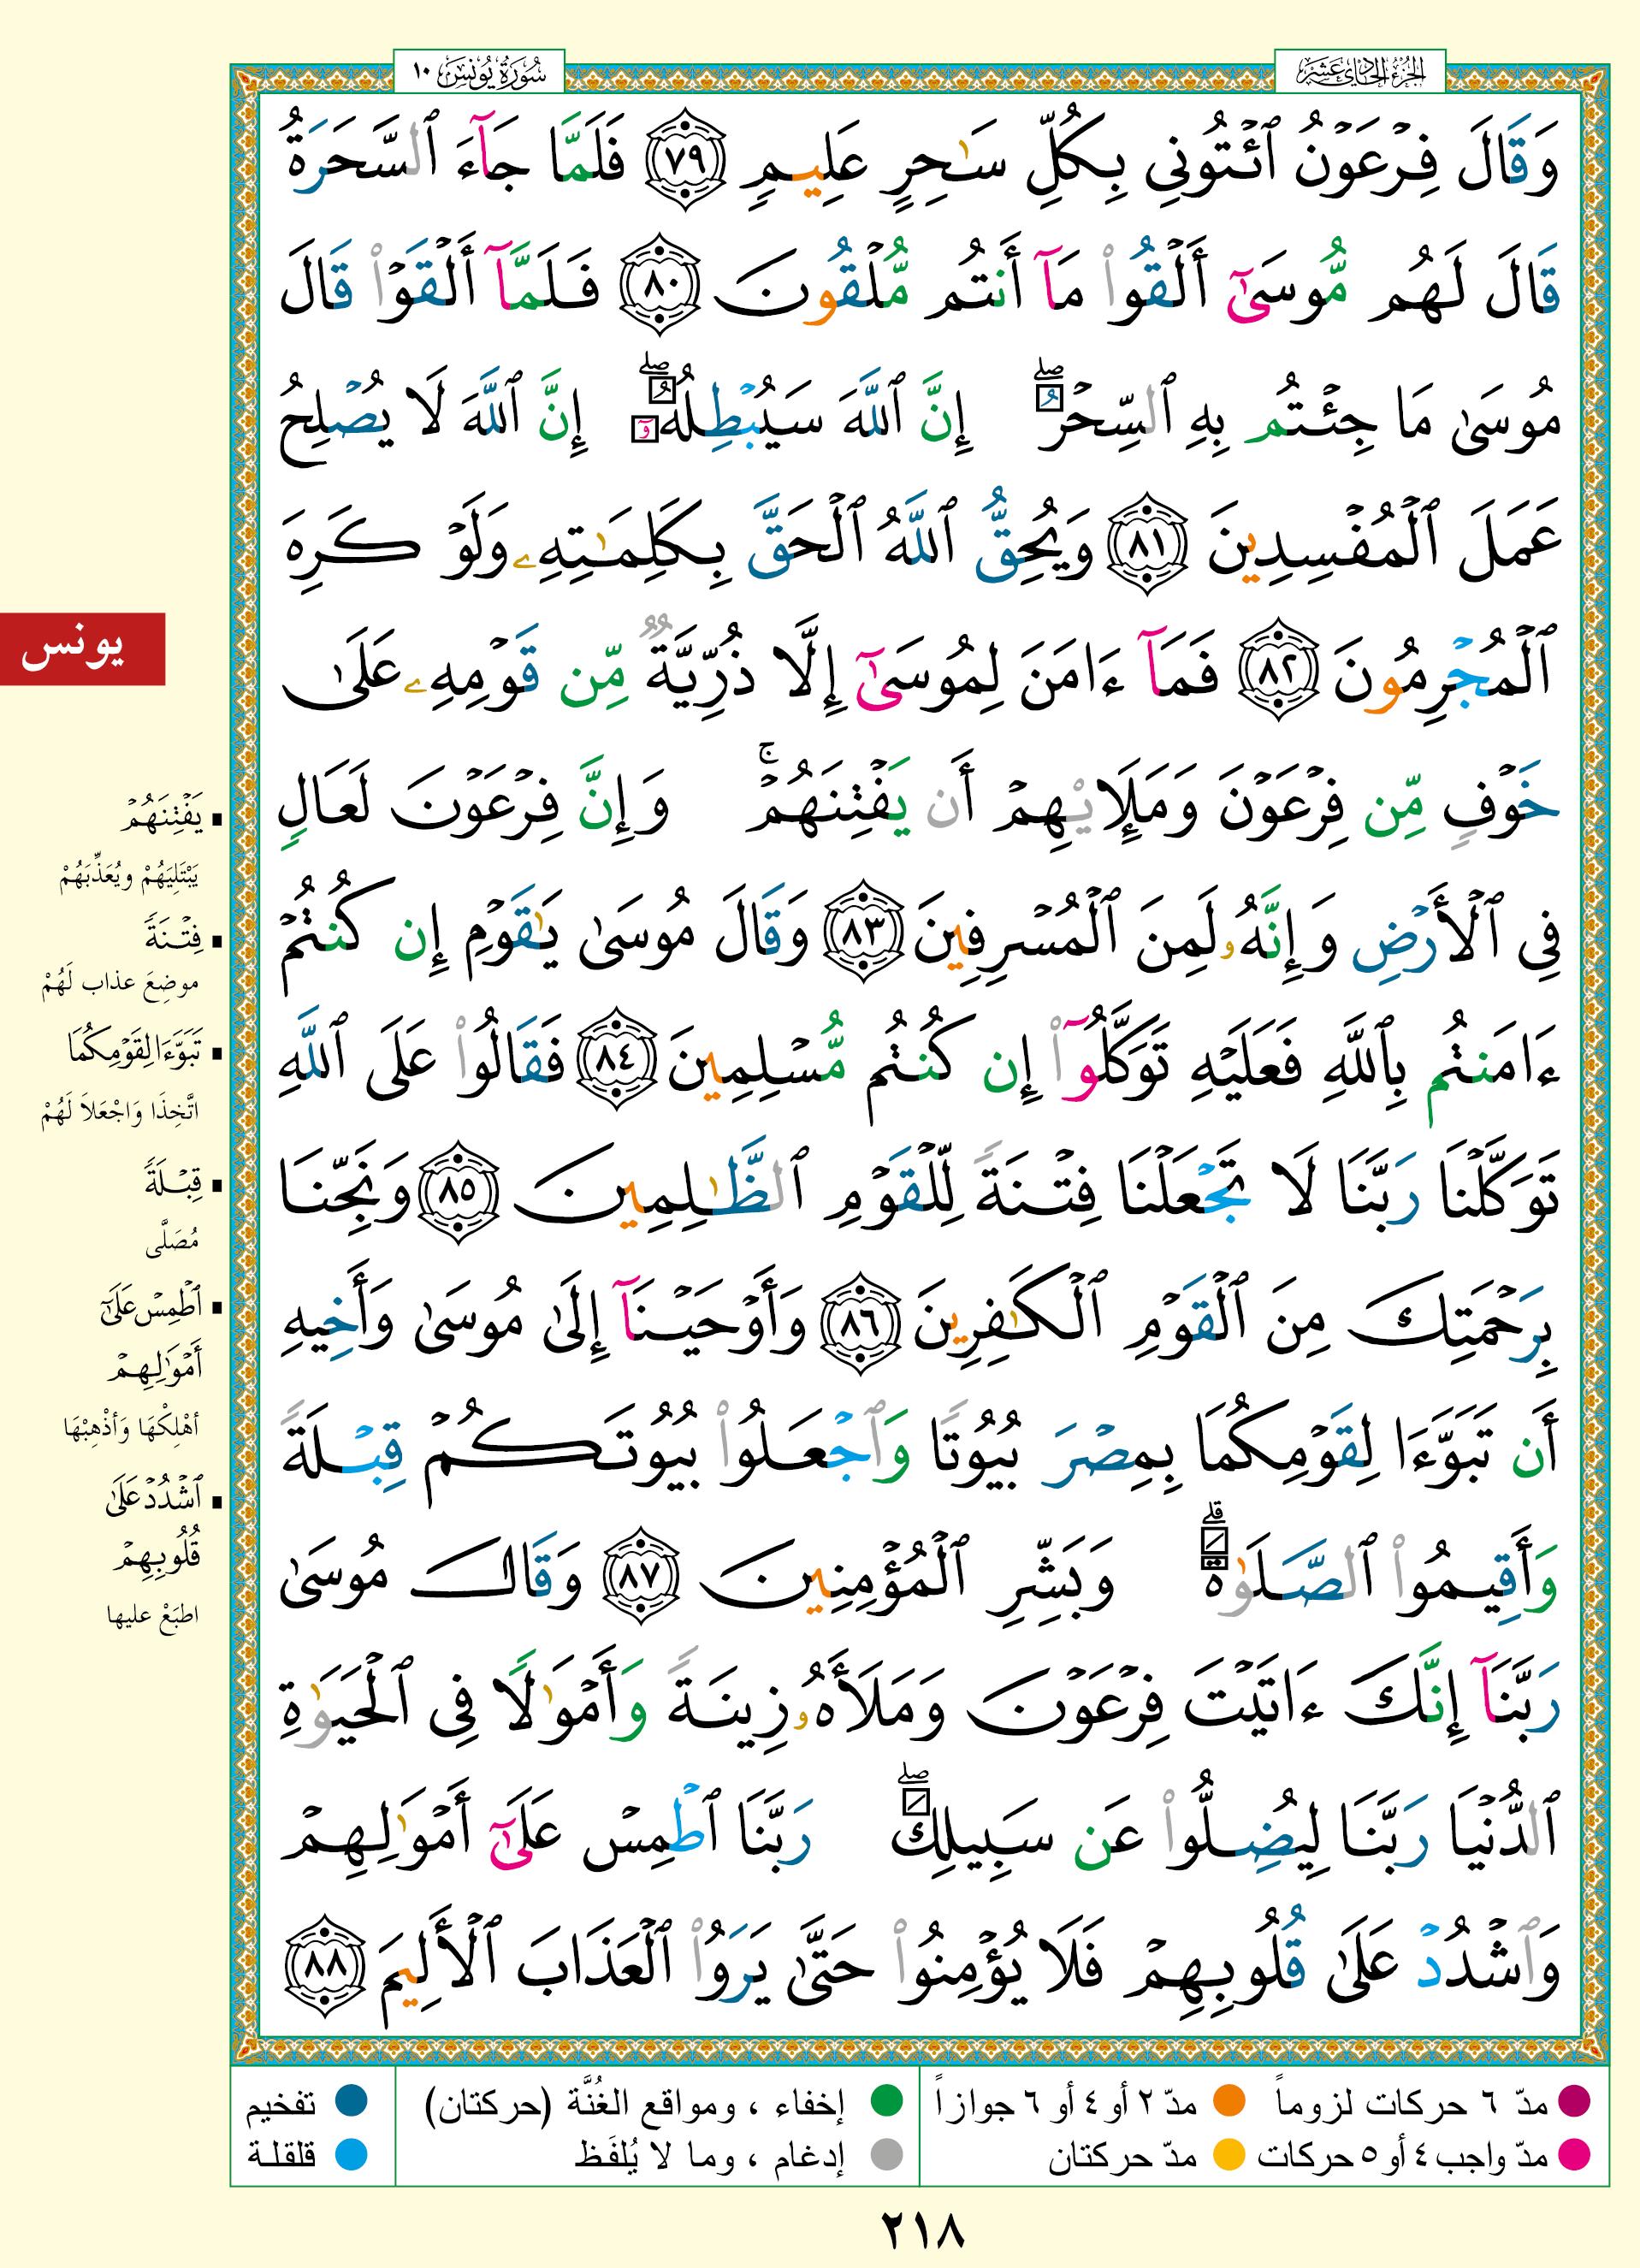 الجزء الحادي عشر
سُورَةُ يُونُسَ ١٠
وَقَالَ فِرْعَوْنُ ٱئْتُونِي بِكُلِّ سَٰحِرٍ عَلِيمٍ ٧٩ فَلَمَّا جَآءَ ٱلسَّحَرَةُ
قَالَ لَهُم مُّوسَىٰٓ أَلْقُوا۟ مَآ أَنتُم مُّلْقُونَ ٨٠ فَلَمَّآ أَلْقَوْا۟ قَالَ
مُوسَىٰ مَا جِئْتُم بِهِ ٱلسِّحْرُۖ إِنَّ ٱللَّهَ سَيُبْطِلُهُۥٓۖ إِنَّ ٱللَّهَ لَا يُصْلِحُ
عَمَلَ ٱلْمُفْسِدِينَ ٨١ وَيُحِقُّ ٱللَّهُ ٱلْحَقَّ بِكَلِمَٰتِهِۦ وَلَوْ كَرِهَ
ٱلْمُجْرِمُونَ ٨٢ فَمَآ ءَامَنَ لِمُوسَىٰٓ إِلَّا ذُرِّيَّةٌ مِّن قَوْمِهِۦ عَلَىٰ
خَوْفٍ مِّن فِرْعَوْنَ وَمَلَإِي۟هِمْ أَن يَفْتِنَهُمْۚ وَإِنَّ فِرْعَوْنَ لَعَالٍ
فِي ٱلْأَرْضِ وَإِنَّهُۥ لَمِنَ ٱلْمُسْرِفِينَ ٨٣ وَقَالَ مُوسَىٰ يَٰقَوْمِ إِن كُنتُمْ
ءَامَنتُم بِٱللَّهِ فَعَلَيْهِ تَوَكَّلُوٓا۟ إِن كُنتُم مُّسْلِمِينَ ٨٤ فَقَالُوا۟ عَلَى ٱللَّهِ
تَوَكَّلْنَا رَبَّنَا لَا تَجْعَلْنَا فِتْنَةً لِّلْقَوْمِ ٱلظَّٰلِمِينَ ٨٥ وَنَجِّنَا
بِرَحْمَتِكَ مِنَ ٱلْقَوْمِ ٱلْكَٰفِرِينَ ٨٦ وَأَوْحَيْنَآ إِلَىٰ مُوسَىٰ وَأَخِيهِ
أَن تَبَوَّءَا لِقَوْمِكُمَا بِمِصْرَ بُيُوتًا وَٱجْعَلُوا۟ بُيُوتَكُمْ قِبْلَةً
وَأَقِيمُوا۟ ٱلصَّلَوٰةَۗ وَبَشِّرِ ٱلْمُؤْمِنِينَ ٨٧ وَقَالَ مُوسَىٰ
رَبَّنَآ إِنَّكَ ءَاتَيْتَ فِرْعَوْنَ وَمَلَأَهُۥ زِينَةً وَأَمْوَٰلًا فِي ٱلْحَيَوٰةِ
ٱلدُّنْيَا رَبَّنَا لِيُضِلُّوا۟ عَن سَبِيلِكَۖ رَبَّنَا ٱطْمِسْ عَلَىٰٓ أَمْوَٰلِهِمْ
وَٱشْدُدْ عَلَىٰ قُلُوبِهِمْ فَلَا يُؤْمِنُوا۟ حَتَّىٰ يَرَوُا۟ ٱلْعَذَابَ ٱلْأَلِيمَ ٨٨
يونس
يَفْتِنَهُمْ
يَبْتَلِيَهُمْ ويُعَذِّبَهُمْ
فِتْنَةً
موضِعَ عذاب لَهُمْ
تَبَوَّءَا لِقَوْمِكُمَا
اتَّخِذَا وَاجْعَلاَ لَهُمْ
قِبْلَةً
مُصَلَّى
ٱطْمِسْ عَلَىٰٓ
أَمْوَٰلِهِمْ
أهْلِكْهَا وَأذْهِبْهَا
ٱشْدُدْ عَلَىٰ
قُلُوبِهِمْ
اطبَعْ عليها
مدّ ٦ حركات لزوماً
مدّ ٢ أو ٤ أو ٦ جوازاً
إخفاء ، ومواقع الغُنَّة (حركتان)
تفخيم
مدّ واجب ٤ أو ٥ حركات
مدّ حركتان
إدغام ، وما لا يُلفَظ
قلقلة
٢١٨